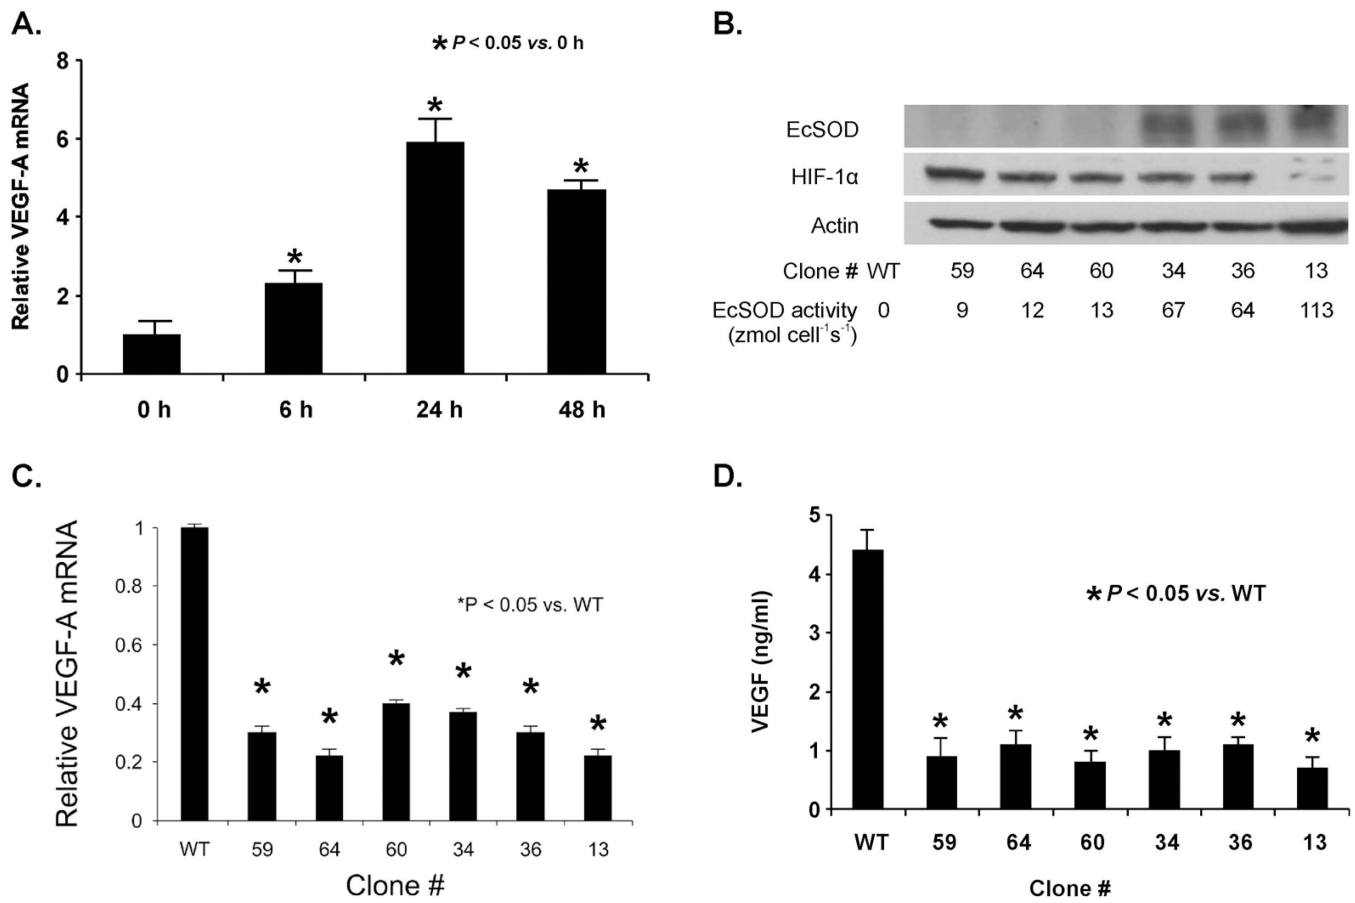 A.
* P < 0.05 vs. 0 h
Relative VEGF-A mRNA
8
6
4
2
0
*
*
*
0 h 6 h 24 h 48 h
B.
EcSOD
HIF-1α
Actin
Clone # WT 59 64 60 34 36 13
EcSOD activity 0 9 12 13 67 64 113
(zmol cell⁻¹s⁻¹)
C.
Relative VEGF-A mRNA
1
0.8
0.6
0.4
0.2
0
*P < 0.05 vs. WT
* * * * * *
WT 59 64 60 34 36 13
Clone #
D.
VEGF (ng/ml)
5
4
3
2
1
0
* P < 0.05 vs. WT
* * * * * *
WT 59 64 60 34 36 13
Clone #